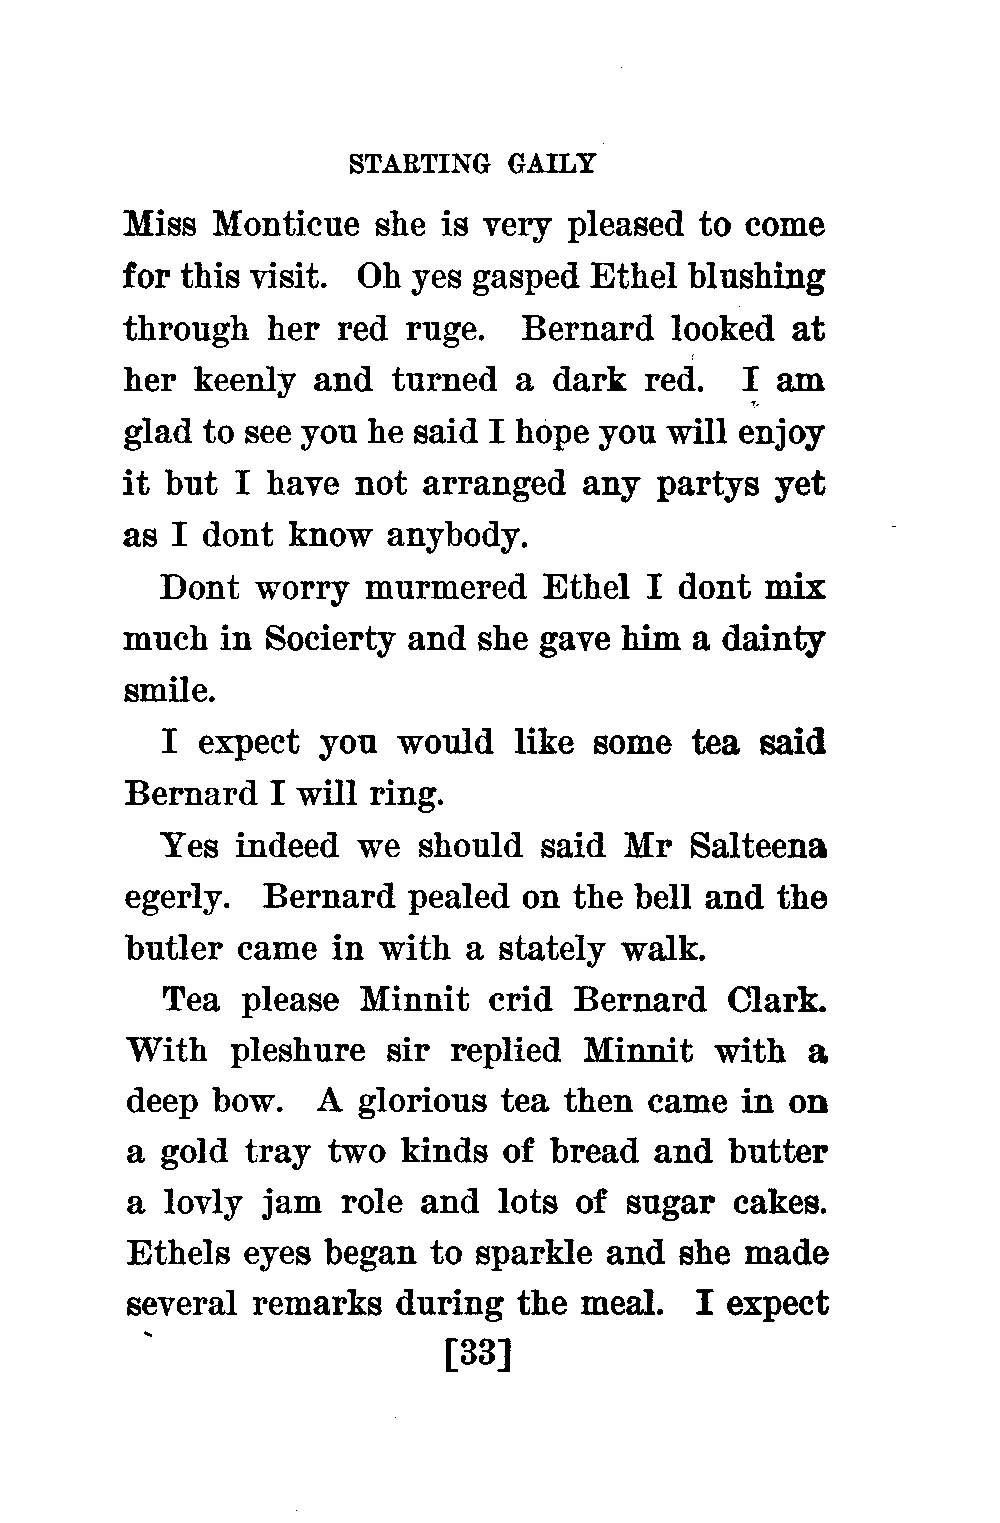 STARTING GAILY
Miss Monticue she is very pleased to come
for this visit. Oh yes gasped Ethel blushing
through her red ruge. Bernard looked at
her keenly and turned a dark red. I am
glad to see you he said I hope you will enjoy
it but I have not arranged any partys yet
as I dont know anybody.
Dont worry murmered Ethel I dont mix
much in Socierty and she gave him a dainty
smile.
I expect you would like some tea said
Bernard I will ring.
Yes indeed we should said Mr Salteena
egerly. Bernard pealed on the bell and the
butler came in with a stately walk.
Tea please Minnit crid Bernard Clark.
With pleshure sir replied Minnit with a
deep bow. A glorious tea then came in on
a gold tray two kinds of bread and butter
a lovly jam role and lots of sugar cakes.
Ethels eyes began to sparkle and she made
several remarks during the meal. I expect
[33]